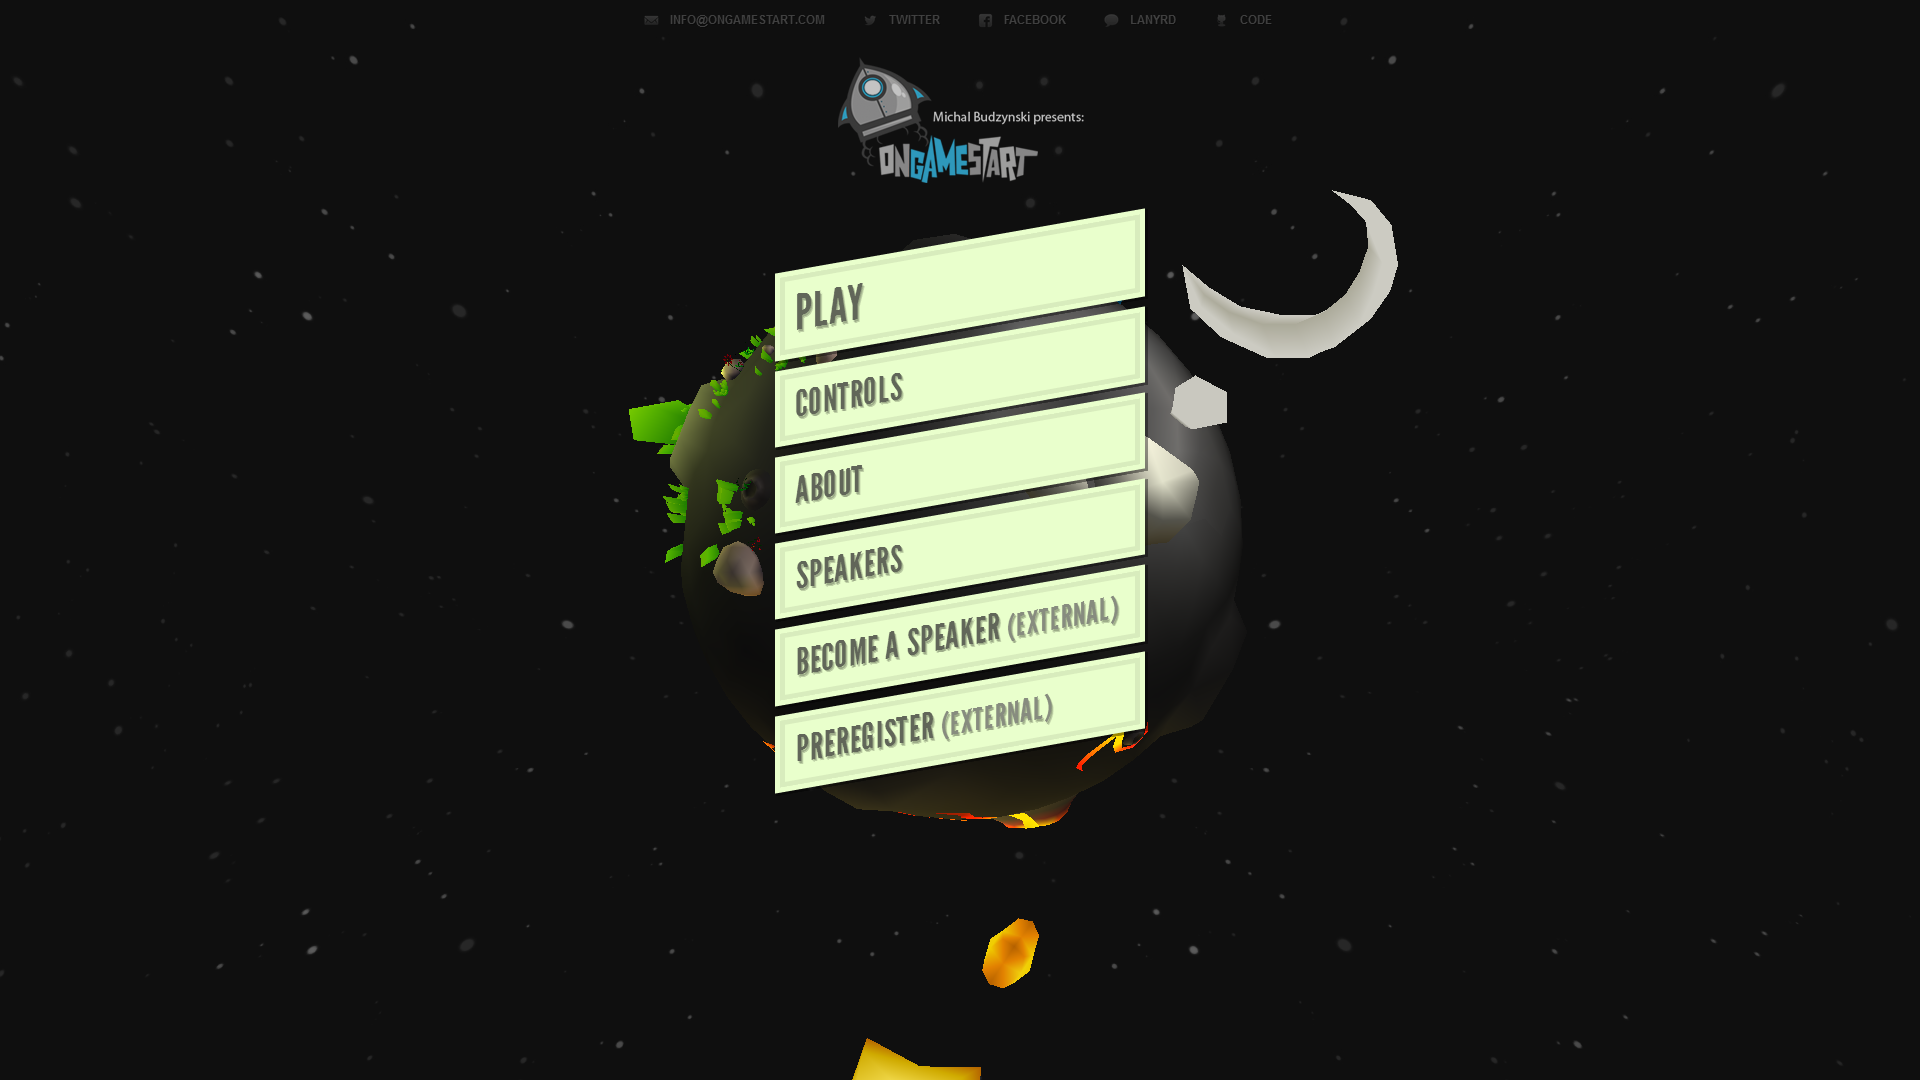 INFO@ONGAMESTART.COM TWITTER FACEBOOK LANYRD CODE
Michal Budzynski presents:
ONGAMESTART
PLAY
CONTROLS
ABOUT
SPEAKERS
BECOME A SPEAKER (EXTERNAL)
PREREGISTER (EXTERNAL)